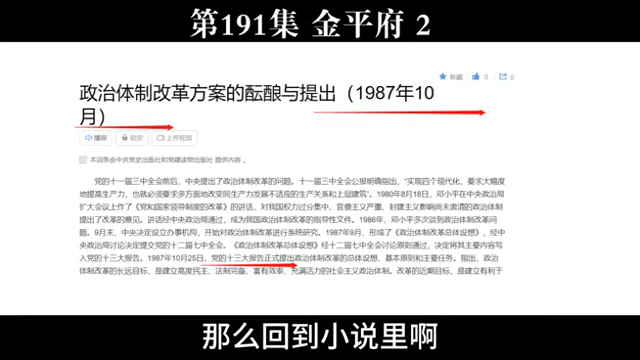 第191集 金平府 2
收藏 0 0
政治体制改革方案的酝酿与提出（1987年10
月）
播报 锁定 上传视频
本词条由中共党史出版社和党建读物出版社 提供内容 。
党的十一届三中全会前后，中央提出了政治体制改革的问题。十一届三中全会公报明确指出，“实现四个现代化，要求大幅度
地提高生产力，也就必须要求多方面地改变同生产力发展不适应的生产关系和上层建筑”。1980年8月18日，邓小平在中央政治局
扩大会议上作了《党和国家领导制度的改革》的讲话，对我国权力过分集中、官僚主义严重、封建主义影响尚未肃清的政治体制
提出了改革的意见。讲话经中央政治局通过，成为我国政治体制改革的指导性文件。1986年，邓小平多次谈到政治体制改革问
题。9月末，中央决定设立办事机构，开始对政治体制改革进行系统研究。1987年9月，形成了《政治体制改革总体设想》，经中
央政治局讨论决定提交党的十二届七中全会。《政治体制改革总体设想》经十二届七中全会讨论原则通过，决定将其主要内容写
入党的十三大报告。1987年10月25日，党的十三大报告正式提出政治体制改革的总体设想、基本原则和主要任务。指出，政治
体制改革的长远目标，是建立高度民主、法制完备、富有效率、充满活力的社会主义政治体制。改革的近期目标，是建立有利于
那么回到小说里啊